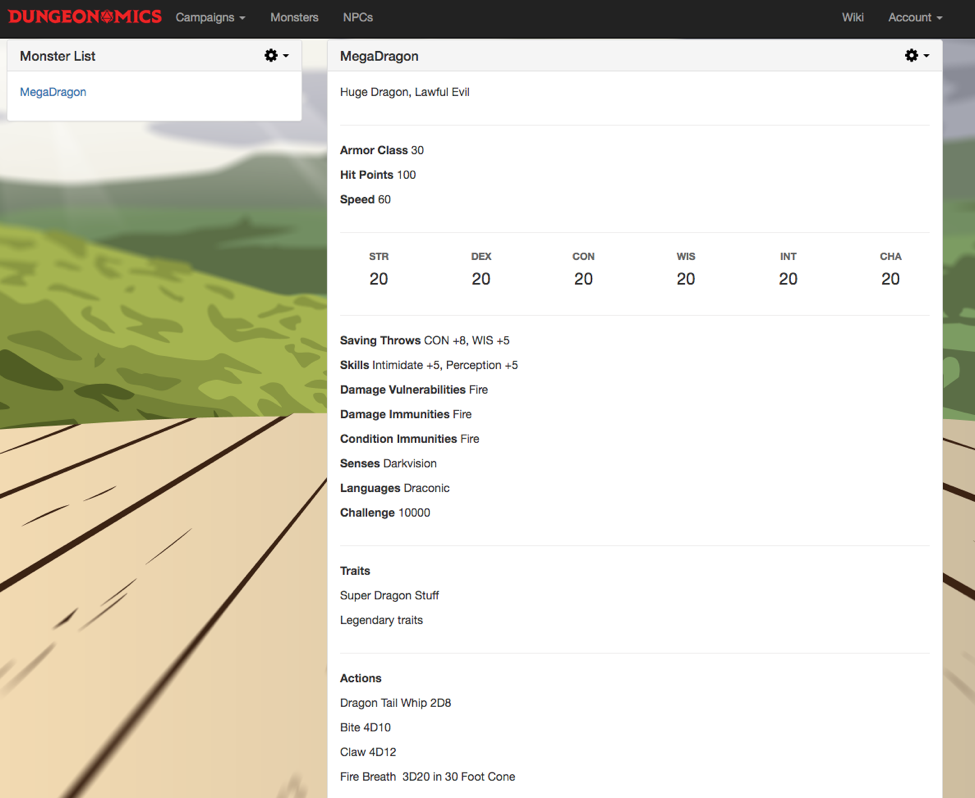 DUNGEONOMICS Campaigns Monsters NPCs Wiki Account
Monster List
MegaDragon
MegaDragon
Huge Dragon, Lawful Evil
Armor Class 30
Hit Points 100
Speed 60
STR DEX CON WIS INT CHA
20 20 20 20 20 20
Saving Throws CON +8, WIS +5
Skills Intimidate +5, Perception +5
Damage Vulnerabilities Fire
Damage Immunities Fire
Condition Immunities Fire
Senses Darkvision
Languages Draconic
Challenge 10000
Traits
Super Dragon Stuff
Legendary traits
Actions
Dragon Tail Whip 2D8
Bite 4D10
Claw 4D12
Fire Breath  3D20 in 30 Foot Cone